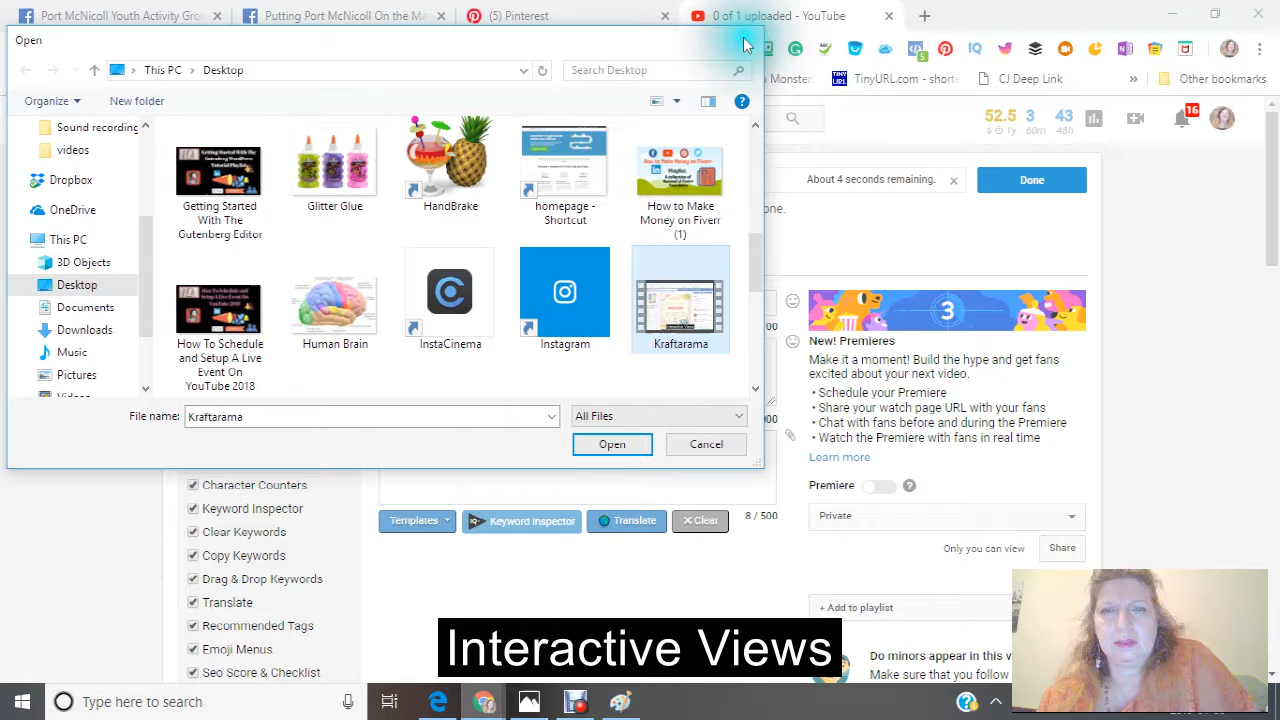 Port McNicoll Youth Activity Gro
Putting Port McNicoll On the Ma
(5) Pinterest
0 of 1 uploaded - YouTube
Open
This PC
Desktop
Search Desktop
Monster
TinyURL.com - shorte
CJ Deep Link
Other bookmarks
Organize
New folder
52.5 3 43
1y 60m 48h
16
5
Sound recording
videos
Dropbox
OneDrive
This PC
3D Objects
Desktop
Documents
Downloads
Music
Pictures
Getting Started With The Gutenberg Editor
Glitter Glue
HandBrake
homepage - Shortcut
How to Make Money on Fiverr (1)
How To Schedule and Setup A Live Event On YouTube 2018
Human Brain
InstaCinema
Instagram
Kraftarama
File name:
Kraftarama
All Files
Open
Cancel
About 4 seconds remaining.
Done
one.
3
New! Premieres
Make it a moment! Build the hype and get fans
excited about your next video.
• Schedule your Premiere
• Share your watch page URL with your fans
• Chat with fans before and during the Premiere
• Watch the Premiere with fans in real time
Learn more
Premiere
Private
Only you can view
Share
+ Add to playlist
Do minors appear in this v
Make sure that you follow
Character Counters
Keyword Inspector
Clear Keywords
Copy Keywords
Drag & Drop Keywords
Translate
Recommended Tags
Emoji Menus
Seo Score & Checklist
Templates
Keyword Inspector
Translate
Clear
8 / 500
Interactive Views
Type here to search